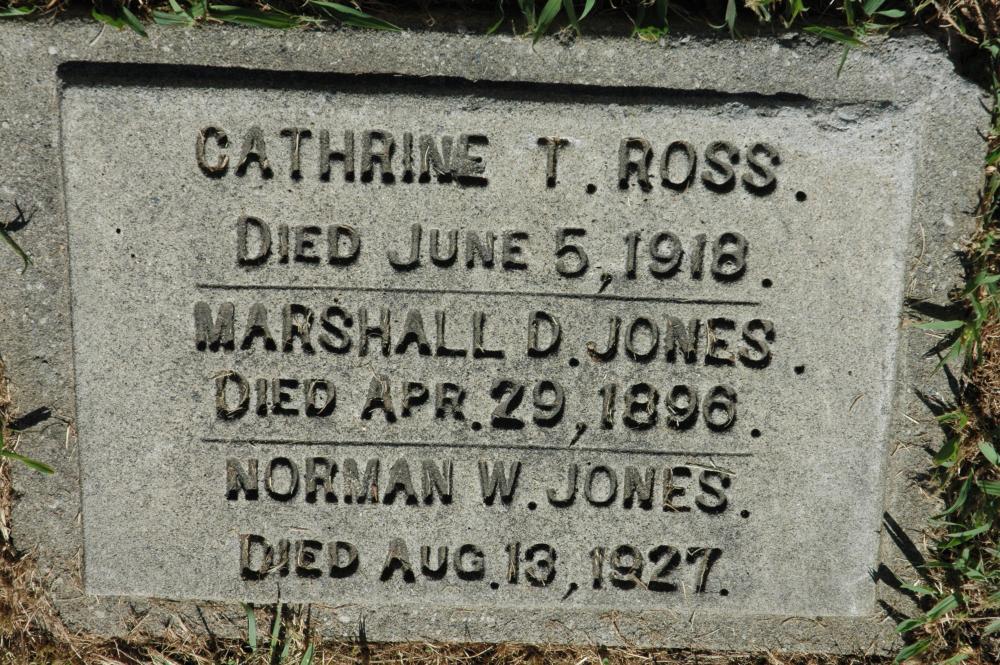 CATHRINE T. ROSS.
DIED JUNE 5, 1918.
MARSHALL D. JONES.
DIED APR. 29, 1896.
NORMAN W. JONES.
DIED AUG. 13, 1927.